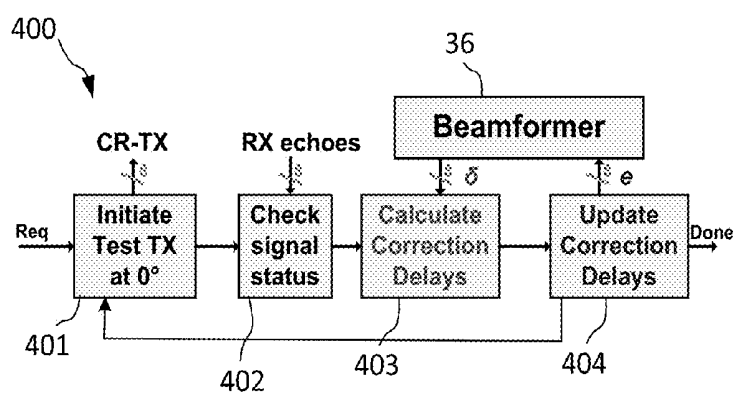 400
36
Beamformer
CR-TX
RX echoes
δ
e
Req
Initiate
Test TX
at 0°
Check
signal
status
Calculate
Correction
Delays
Update
Correction
Delays
Done
401
402
403
404